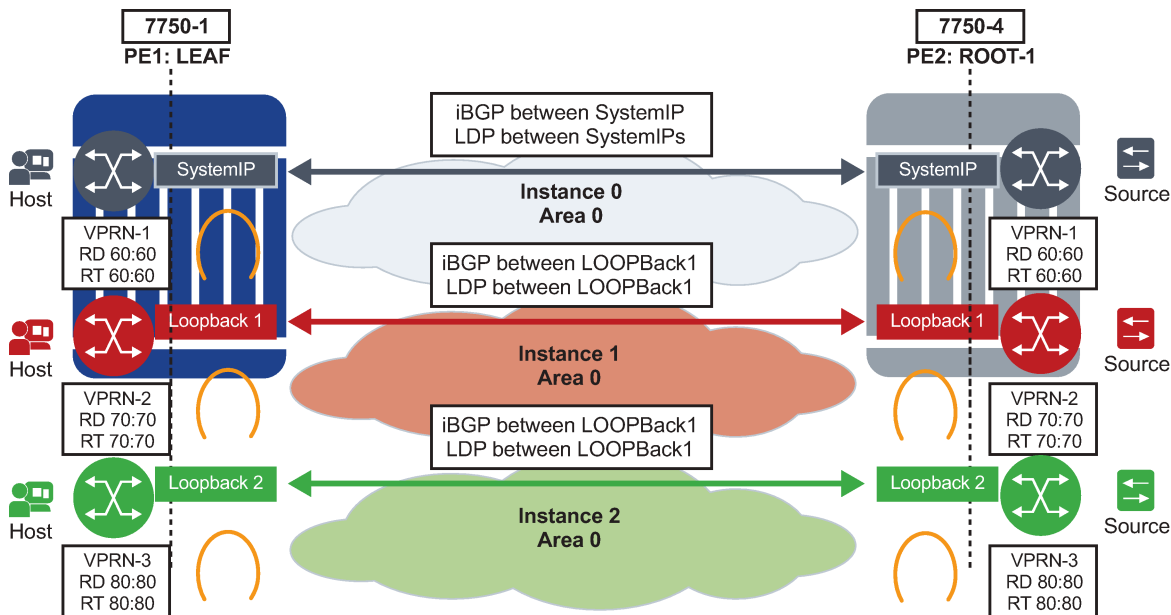 7750-1
PE1: LEAF
7750-4
PE2: ROOT-1
iBGP between SystemIP
LDP between SystemIPs
Host
SystemIP
Instance 0
Area 0
SystemIP
Source
VPRN-1
RD 60:60
RT 60:60
VPRN-1
RD 60:60
RT 60:60
iBGP between LOOPBack1
LDP between LOOPBack1
Host
Loopback 1
Instance 1
Area 0
Loopback 1
Source
VPRN-2
RD 70:70
RT 70:70
VPRN-2
RD 70:70
RT 70:70
iBGP between LOOPBack1
LDP between LOOPBack1
Host
Loopback 2
Instance 2
Area 0
Loopback 2
Source
VPRN-3
RD 80:80
RT 80:80
VPRN-3
RD 80:80
RT 80:80